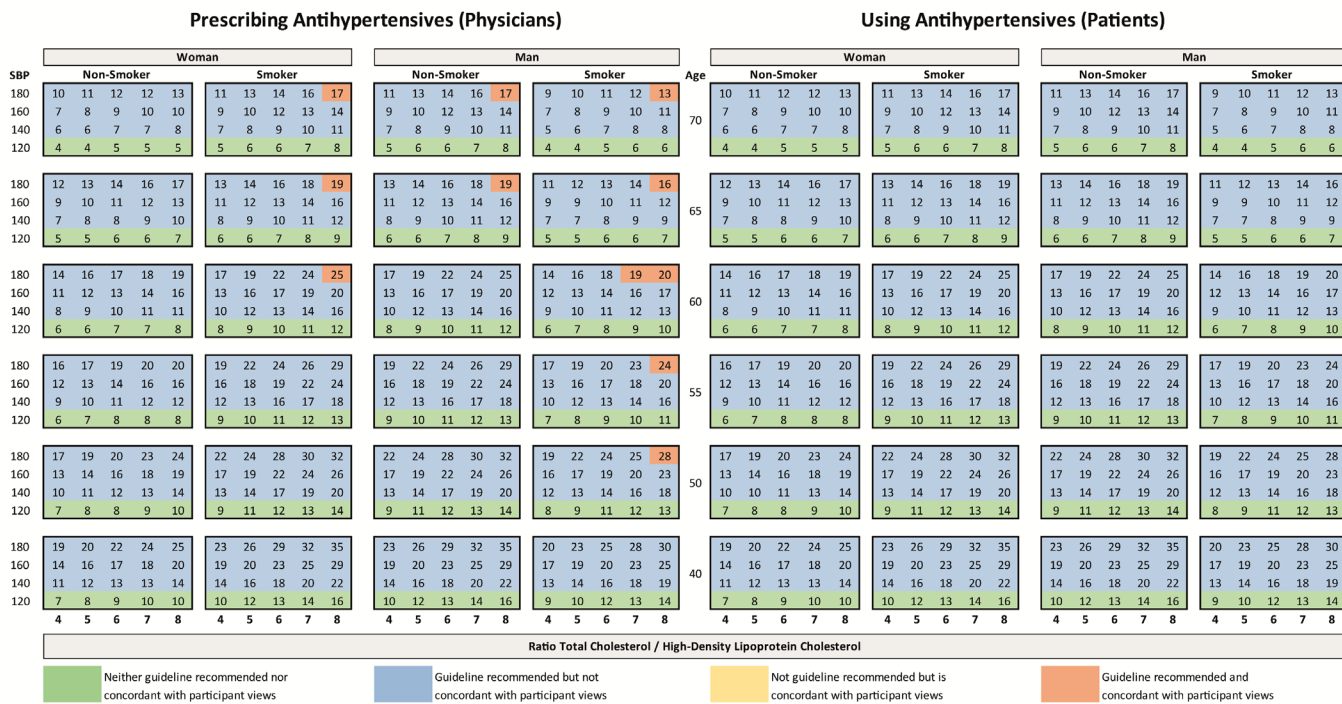 Prescribing Antihypertensives (Physicians) Using Antihypertensives (Patients)
Woman Man Woman Man
SBP Non-Smoker Smoker Non-Smoker Smoker Age Non-Smoker Smoker Non-Smoker Smoker
180 10 11 12 12 13 11 13 14 16 17 11 13 14 16 17 9 10 11 12 13 10 11 12 12 13 11 13 14 16 17 11 13 14 16 17 9 10 11 12 13
160 7 8 9 10 10 9 10 12 13 14 9 10 12 13 14 7 8 9 10 11 7 8 9 10 10 9 10 12 13 14 9 10 12 13 14 7 8 9 10 11
70
140 6 6 7 7 8 7 8 9 10 11 7 8 9 10 11 5 6 7 8 8 6 6 7 7 8 7 8 9 10 11 7 8 9 10 11 5 6 7 8 8
120 4 4 5 5 5 5 6 6 7 8 5 6 6 7 8 4 4 5 6 6 4 4 5 5 5 5 6 6 7 8 5 6 6 7 8 4 4 5 6 6
180 12 13 14 16 17 13 14 16 18 19 13 14 16 18 19 11 12 13 14 16 12 13 14 16 17 13 14 16 18 19 13 14 16 18 19 11 12 13 14 16
160 9 10 11 12 13 11 12 13 14 16 11 12 13 14 16 9 9 10 11 12 9 10 11 12 13 11 12 13 14 16 11 12 13 14 16 9 9 10 11 12
65
140 7 8 8 9 10 8 9 10 11 12 8 9 10 11 12 7 7 8 9 9 7 8 8 9 10 8 9 10 11 12 8 9 10 11 12 7 7 8 9 9
120 5 5 6 6 7 6 6 7 8 9 6 6 7 8 9 5 5 6 6 7 5 5 6 6 7 6 6 7 8 9 6 6 7 8 9 5 5 6 6 7
180 14 16 17 18 19 17 19 22 24 25 17 19 22 24 25 14 16 18 19 20 14 16 17 18 19 17 19 22 24 25 17 19 22 24 25 14 16 18 19 20
160 11 12 13 14 16 13 16 17 19 20 13 16 17 19 20 12 13 14 16 17 11 12 13 14 16 13 16 17 19 20 13 16 17 19 20 12 13 14 16 17
60
140 8 9 10 11 11 10 12 13 14 16 10 12 13 14 16 9 10 11 12 13 8 9 10 11 11 10 12 13 14 16 10 12 13 14 16 9 10 11 12 13
120 6 6 7 7 8 8 9 10 11 12 8 9 10 11 12 6 7 8 9 10 6 6 7 7 8 8 9 10 11 12 8 9 10 11 12 6 7 8 9 10
180 16 17 19 20 20 19 22 24 26 29 19 22 24 26 29 17 19 20 23 24 16 17 19 20 20 19 22 24 26 29 19 22 24 26 29 17 19 20 23 24
160 12 13 14 16 16 16 18 19 22 24 16 18 19 22 24 13 16 17 18 20 12 13 14 16 16 16 18 19 22 24 16 18 19 22 24 13 16 17 18 20
55
140 9 10 11 12 12 12 13 16 17 18 12 13 16 17 18 10 12 13 14 16 9 10 11 12 12 12 13 16 17 18 12 13 16 17 18 10 12 13 14 16
120 6 7 8 8 8 9 10 11 12 13 9 10 11 12 13 7 8 9 10 11 6 7 8 8 8 9 10 11 12 13 9 10 11 12 13 7 8 9 10 11
180 17 19 20 23 24 22 24 28 30 32 22 24 28 30 32 19 22 24 25 28 17 19 20 23 24 22 24 28 30 32 22 24 28 30 32 19 22 24 25 28
160 13 14 16 18 19 17 19 22 24 26 17 19 22 24 26 16 17 19 20 23 13 14 16 18 19 17 19 22 24 26 17 19 22 24 26 16 17 19 20 23
50
140 10 11 12 13 14 13 14 17 19 20 13 14 17 19 20 12 13 14 16 18 10 10 11 13 14 13 14 17 19 20 13 14 17 19 20 12 13 14 16 18
120 7 8 8 9 10 9 11 12 13 14 9 11 12 13 14 8 9 11 12 13 7 8 8 9 10 9 11 12 13 14 9 11 12 13 14 8 9 11 12 13
180 19 20 22 24 25 23 26 29 32 35 23 26 29 32 35 20 23 25 28 30 19 20 22 24 25 23 26 29 32 35 23 26 29 32 35 20 23 25 28 30
160 14 16 17 18 20 19 20 23 25 29 19 20 23 25 29 17 19 20 23 25 14 16 17 18 20 19 20 23 25 29 19 20 23 25 29 17 19 20 23 25
40
140 11 12 13 13 14 14 16 18 20 22 14 16 18 20 22 13 14 16 18 19 11 12 13 13 14 14 16 18 20 22 14 16 18 20 22 13 14 16 18 19
120 7 8 9 10 10 10 12 13 14 16 10 12 13 14 16 9 10 12 13 14 7 8 9 10 10 10 12 13 14 16 10 12 13 14 16 9 10 12 13 14
4 5 6 7 8 4 5 6 7 8 4 5 6 7 8 4 5 6 7 8 4 5 6 7 8 4 5 6 7 8 4 5 6 7 8 4 5 6 7 8
Ratio Total Cholesterol / High-Density Lipoprotein Cholesterol
Neither guideline recommended nor
concordant with participant views
Guideline recommended but not
concordant with participant views
Not guideline recommended but is
concordant with participant views
Guideline recommended and
concordant with participant views